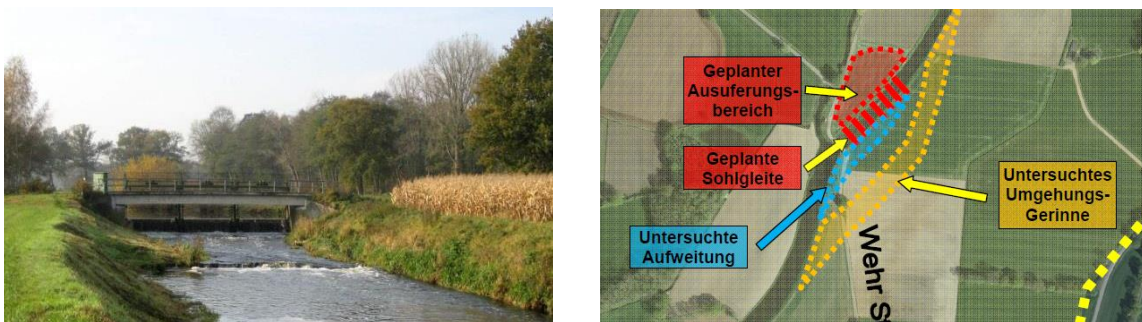 Geplanter
Ausuferungs-
bereich
Geplante
Sohlgleite
Untersuchtes
Umgehungs-
Gerinne
Untersuchte
Aufweitung
Wehr